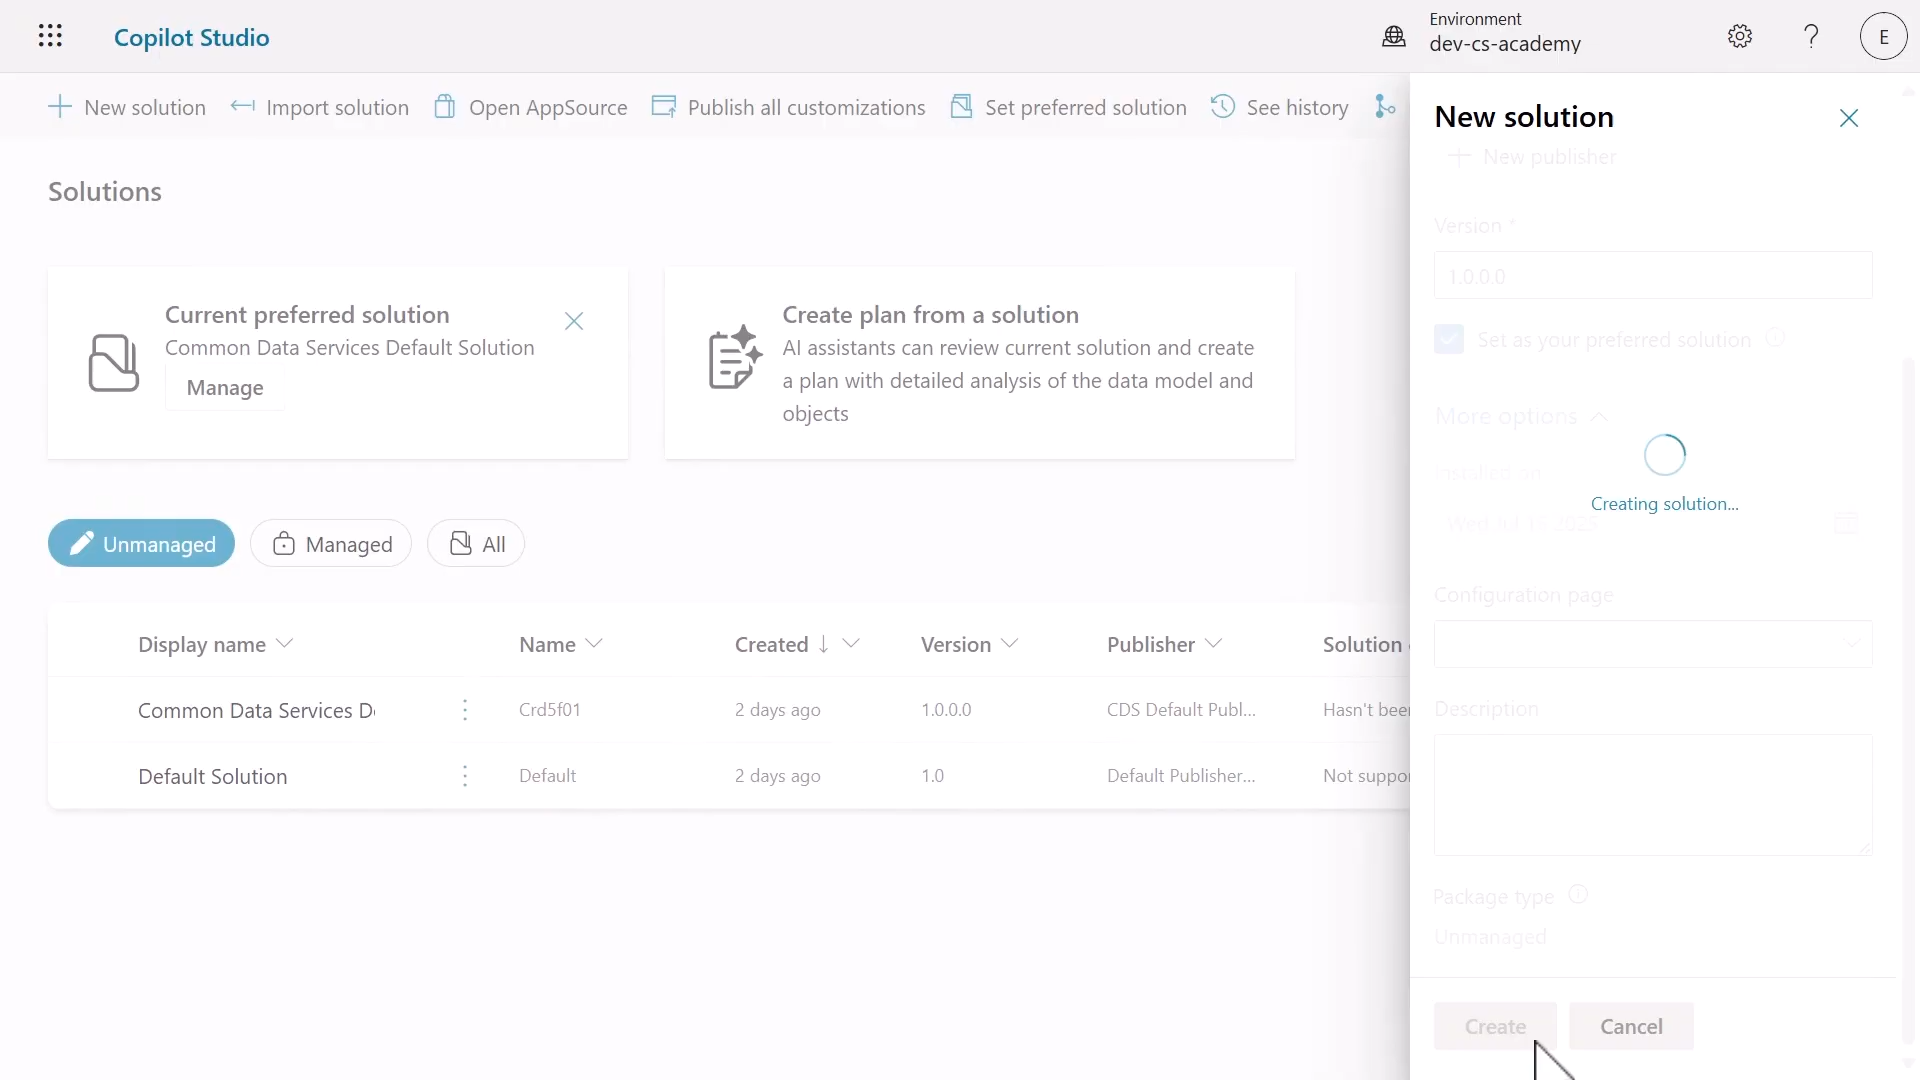 Copilot Studio
Environment
dev-cs-academy
E
New solution
Import solution
Open AppSource
Publish all customizations
Set preferred solution
See history
Solutions
Current preferred solution
Common Data Services Default Solution
Manage
Create plan from a solution
AI assistants can review current solution and create
a plan with detailed analysis of the data model and
objects
Unmanaged
Managed
All
Display name
Name
Created
Version
Publisher
Solution
Common Data Services D
Crd5f01
2 days ago
1.0.0.0
CDS Default Publ...
Hasn't bee
Default Solution
Default
2 days ago
1.0
Default Publisher...
Not suppo
New solution
New publisher
Version *
1.0.0.0
Set as your preferred solution
More options
Installed on
Creating solution...
Configuration page
Description
Package type
Unmanaged
Create
Cancel